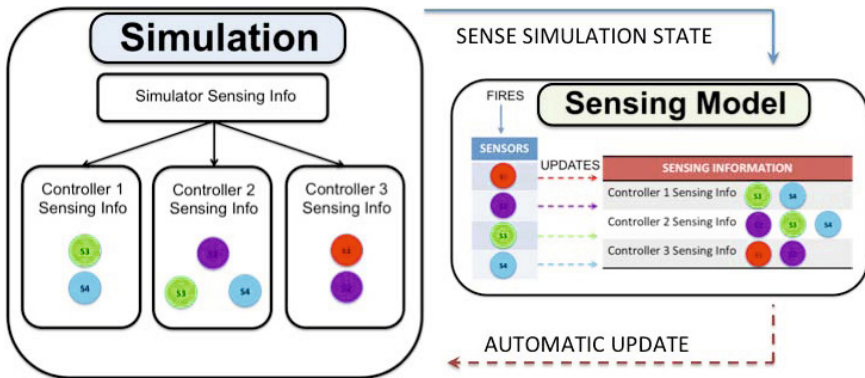 Simulation
SENSE SIMULATION STATE
Simulator Sensing Info
FIRES
Sensing Model
SENSORS
UPDATES
SENSING INFORMATION
Controller 1
Sensing Info
Controller 2
Sensing Info
Controller 3
Sensing Info
Controller 1 Sensing Info
S3 S4
Controller 2 Sensing Info
S3 S4
Controller 3 Sensing Info
S3
S4
S3
S4
S3
S4
AUTOMATIC UPDATE